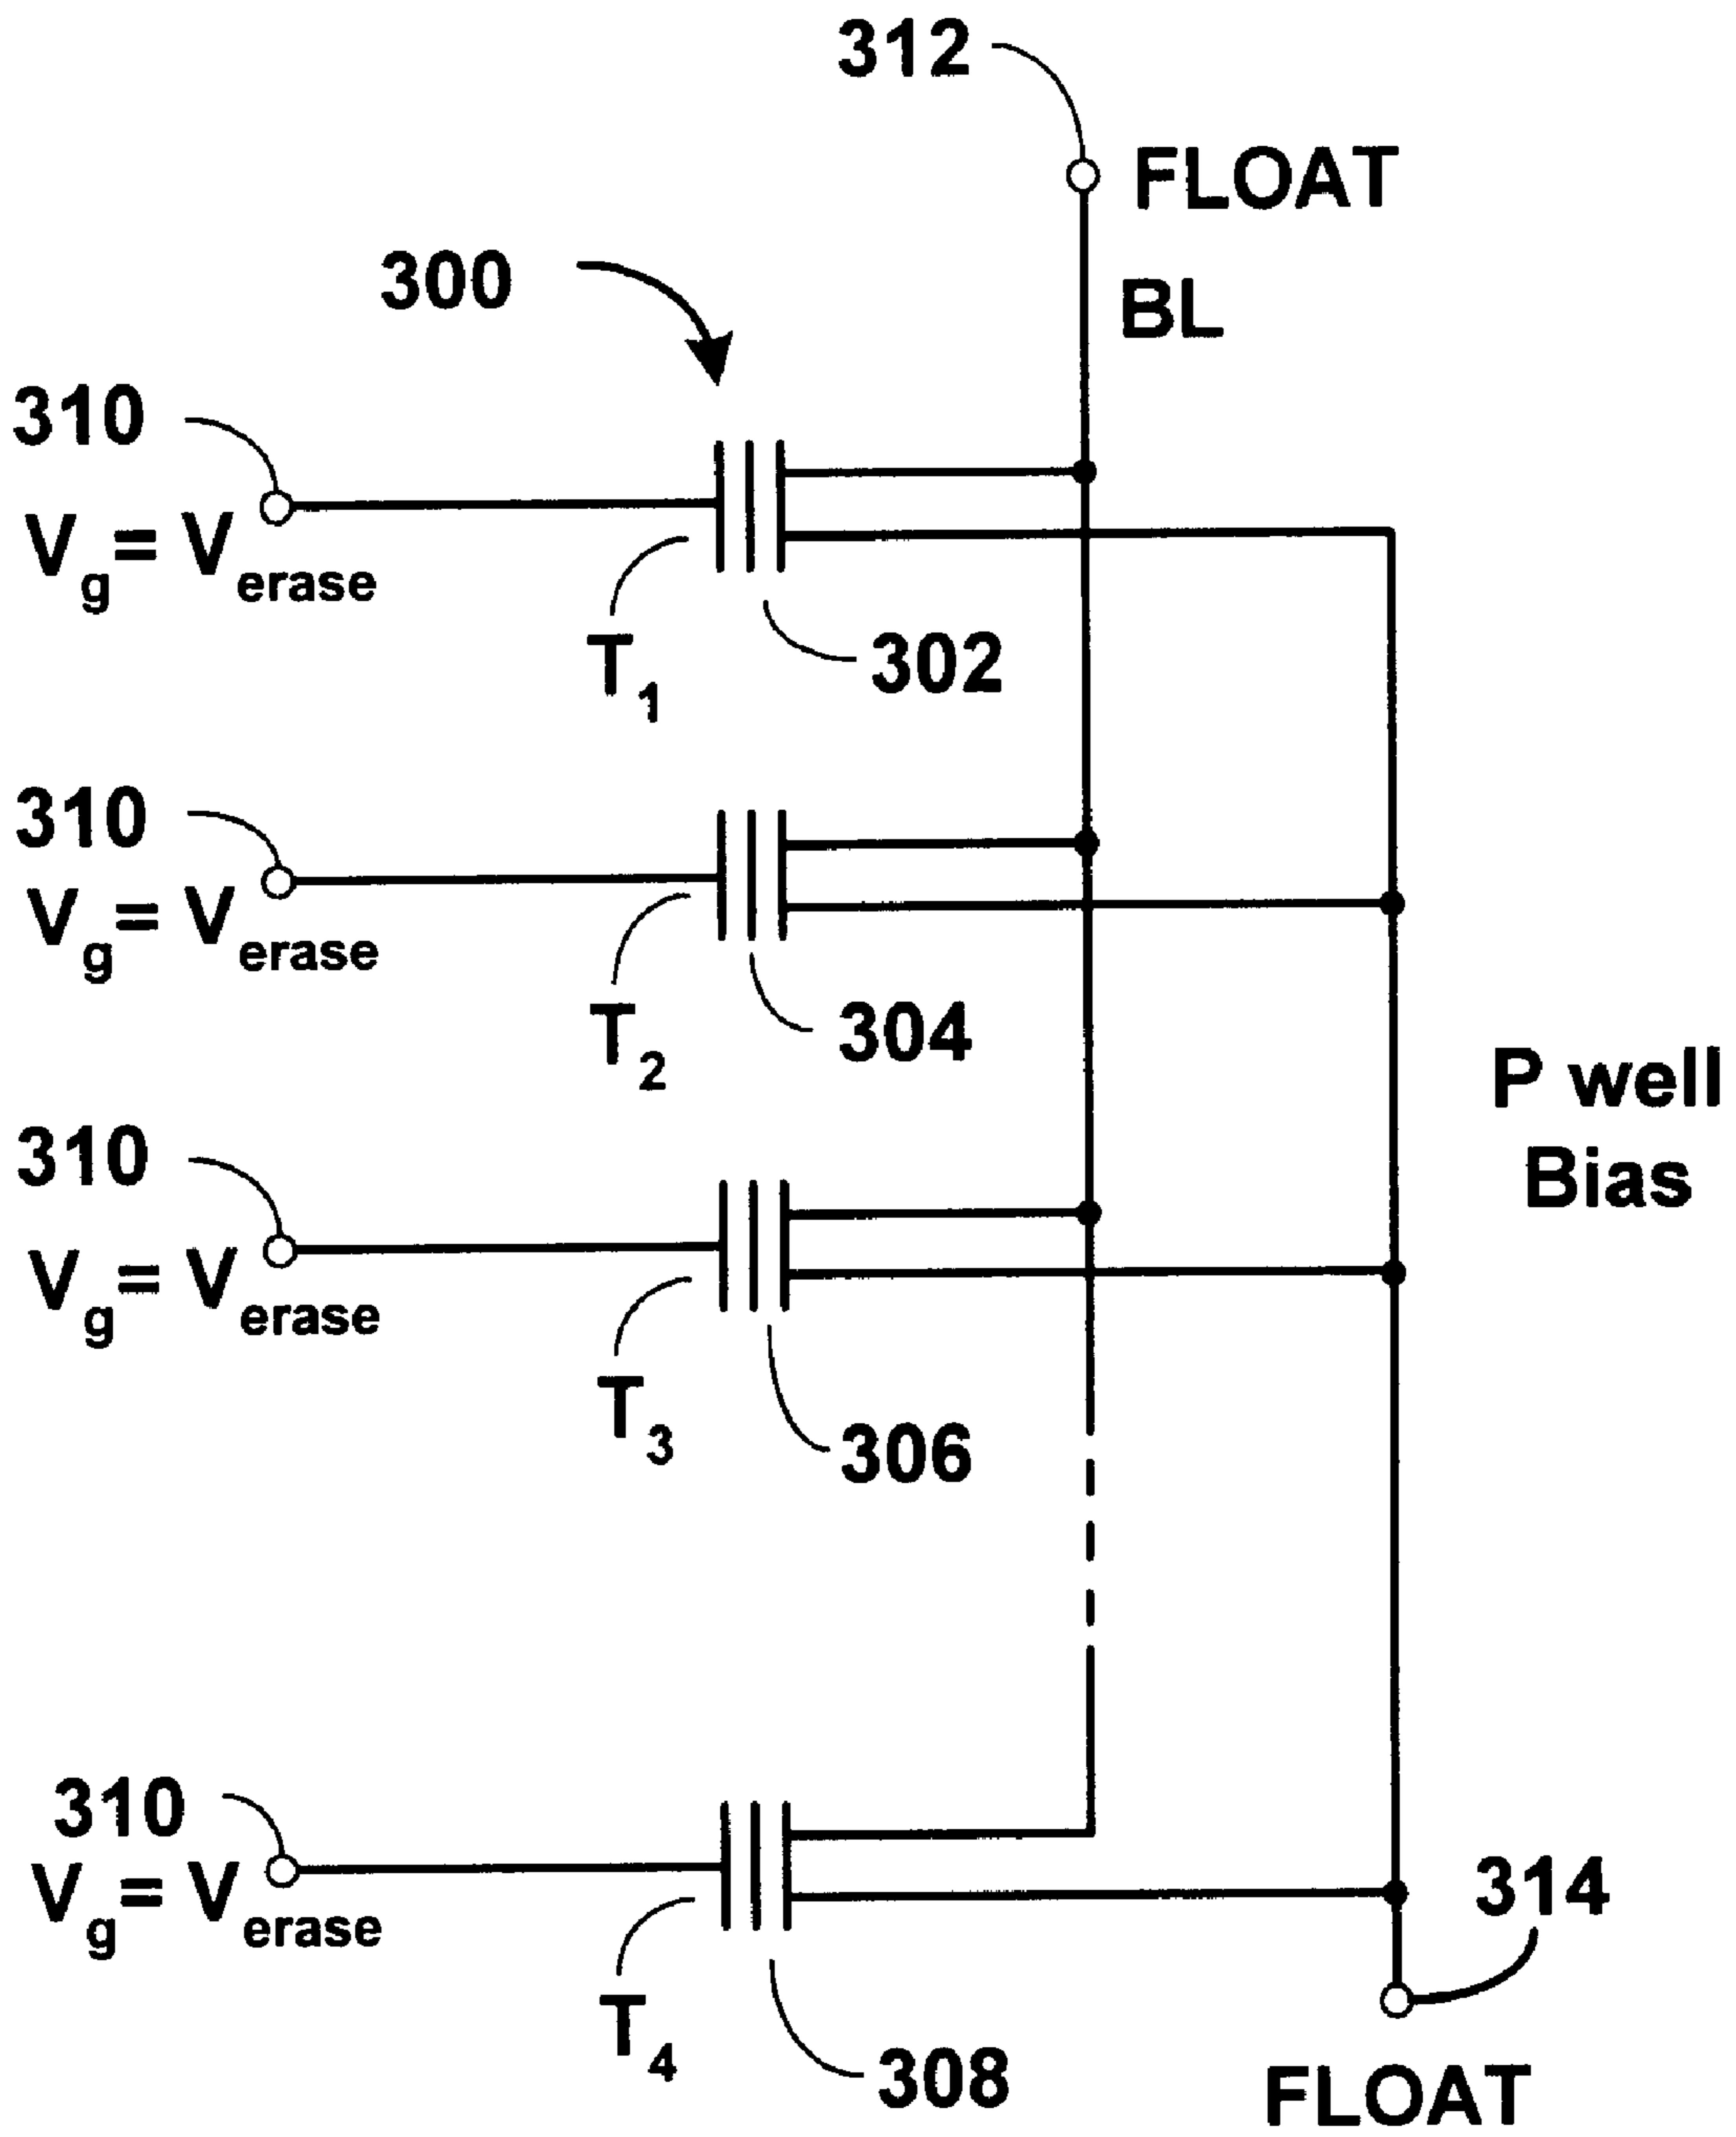 312
FLOAT
BL
300
310
Vg = Verase
T1
302
310
Vg = Verase
T2
304
P well
Bias
310
Vg = Verase
T3
306
310
Vg = Verase
T4
308
314
FLOAT